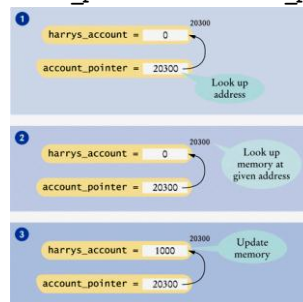 1
20300
harrys_account = 0
account_pointer = 20300
Look up
address
2
20300
harrys_account = 0
Look up
memory at
given address
account_pointer = 20300
3
20300
harrys_account = 1000
Update
memory
account_pointer = 20300